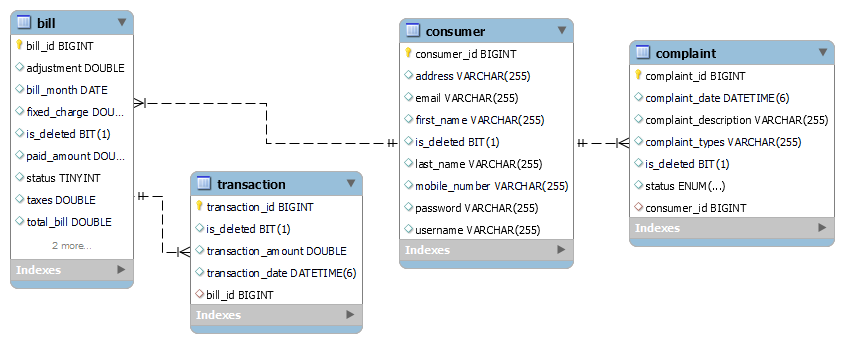 bill
bill_id BIGINT
adjustment DOUBLE
bill_month DATE
fixed_charge DOU...
is_deleted BIT(1)
paid_amount DOU...
status TINYINT
taxes DOUBLE
total_bill DOUBLE
2 more...
Indexes
transaction
transaction_id BIGINT
is_deleted BIT(1)
transaction_amount DOUBLE
transaction_date DATETIME(6)
bill_id BIGINT
Indexes
consumer
consumer_id BIGINT
address VARCHAR(255)
email VARCHAR(255)
first_name VARCHAR(255)
is_deleted BIT(1)
last_name VARCHAR(255)
mobile_number VARCHAR(255)
password VARCHAR(255)
username VARCHAR(255)
Indexes
complaint
complaint_id BIGINT
complaint_date DATETIME(6)
complaint_description VARCHAR(255)
complaint_types VARCHAR(255)
is_deleted BIT(1)
status ENUM(...)
consumer_id BIGINT
Indexes